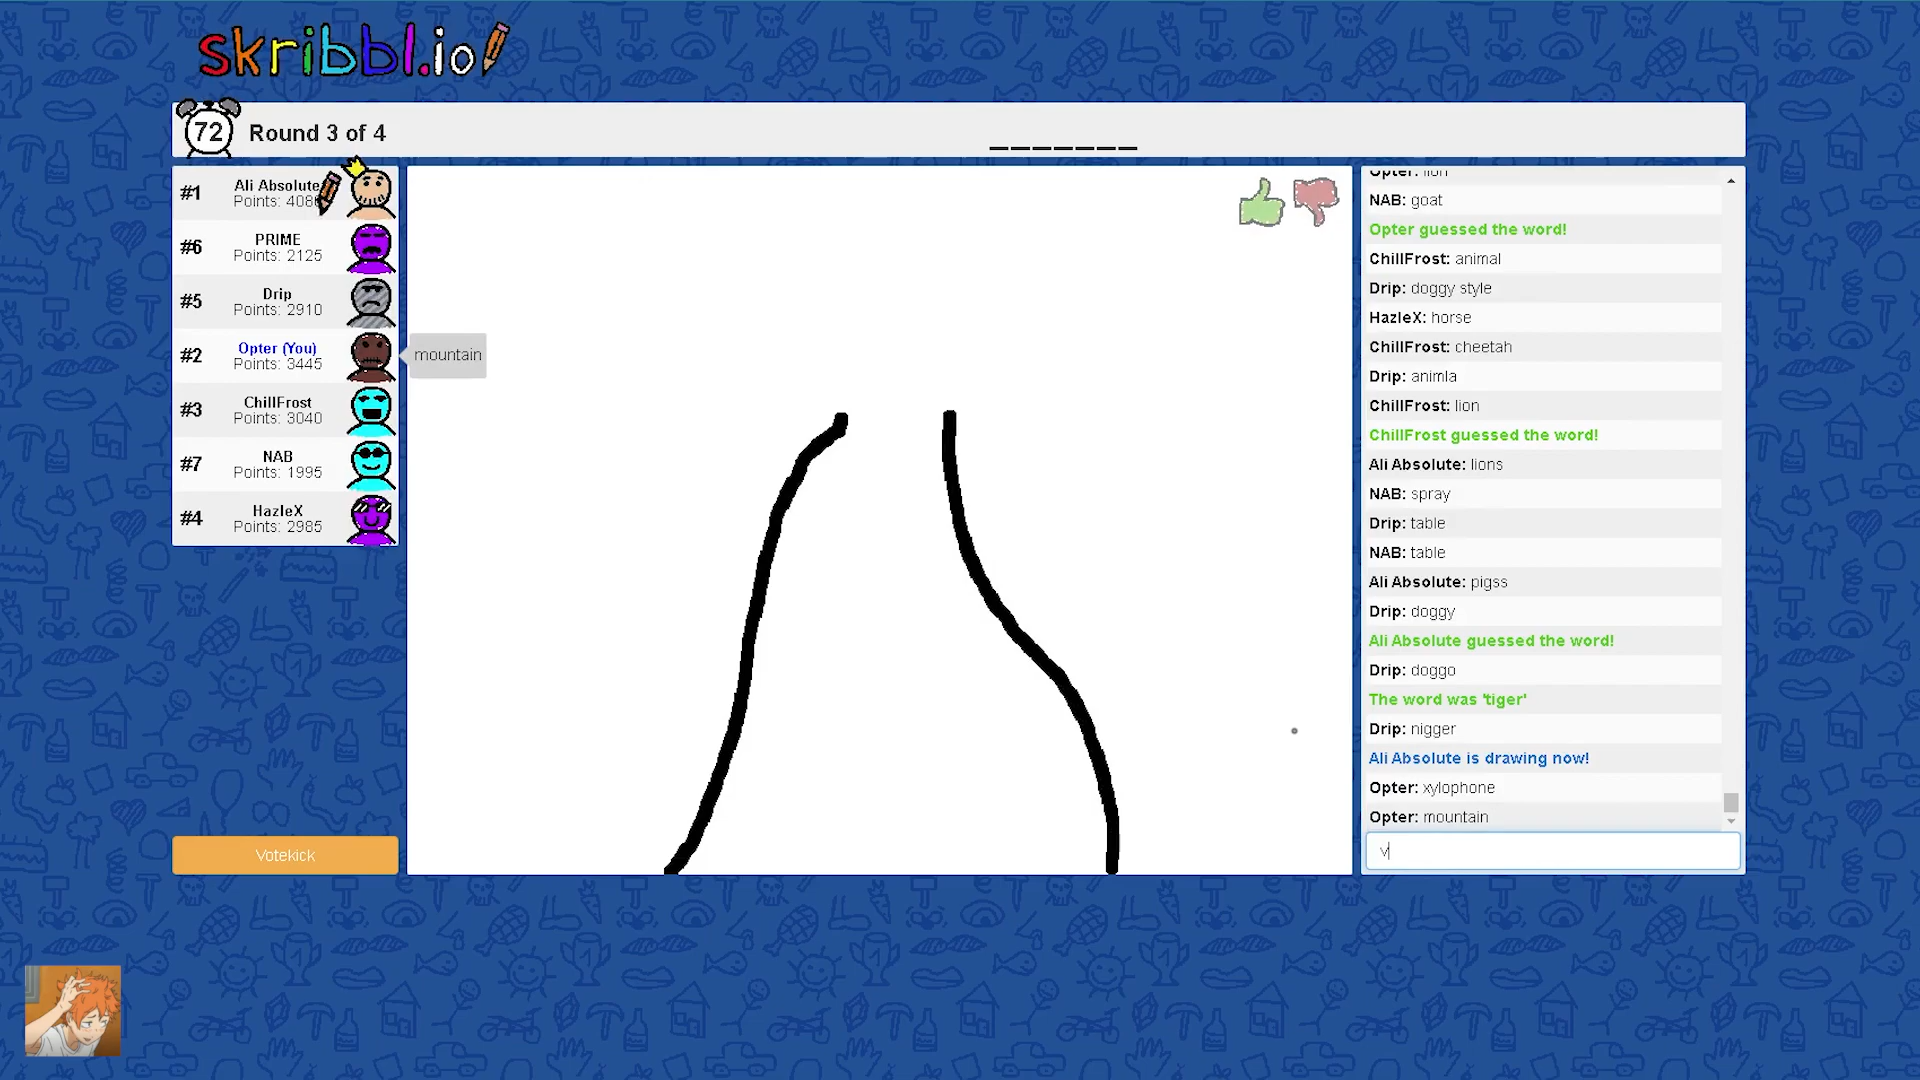 skribbl.io
72
Round 3 of 4
_______
#1 Ali Absolute
Points: 4080
#6 PRIME
Points: 2125
#5 Drip
Points: 2910
#2 Opter (You)
Points: 3445
mountain
#3 ChillFrost
Points: 3040
#7 NAB
Points: 1995
#4 HazleX
Points: 2985
Votekick
Opter: lion
NAB: goat
Opter guessed the word!
ChillFrost: animal
Drip: doggy style
HazleX: horse
ChillFrost: cheetah
Drip: animla
ChillFrost: lion
ChillFrost guessed the word!
Ali Absolute: lions
NAB: spray
Drip: table
NAB: table
Ali Absolute: pigss
Drip: doggy
Ali Absolute guessed the word!
Drip: doggo
The word was 'tiger'
Drip: nigger
Ali Absolute is drawing now!
Opter: xylophone
Opter: mountain
v